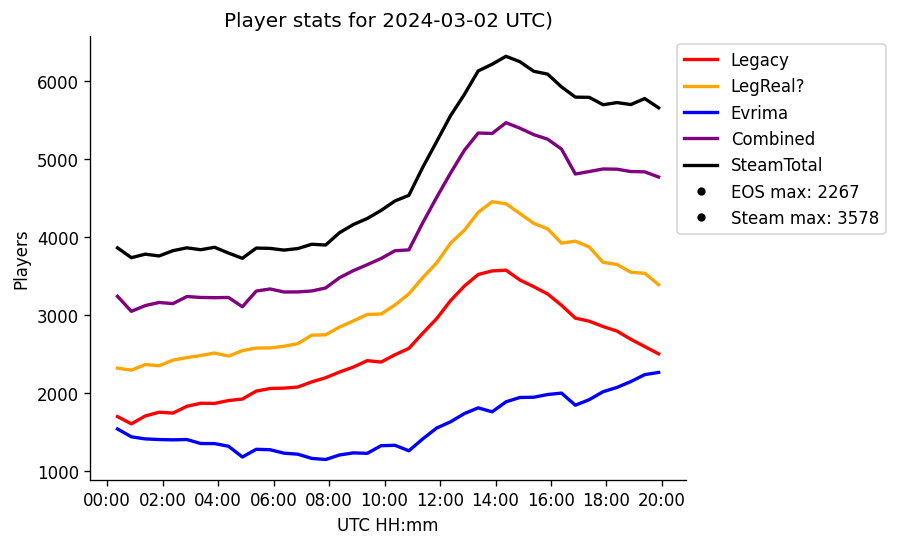 Player stats for 2024-03-02 UTC)
Legacy
LegReal?
Evrima
Combined
SteamTotal
EOS max: 2267
Steam max: 3578
Players
6000
5000
4000
3000
2000
1000
00:00 02:00 04:00 06:00 08:00 10:00 12:00 14:00 16:00 18:00 20:00
UTC HH:mm